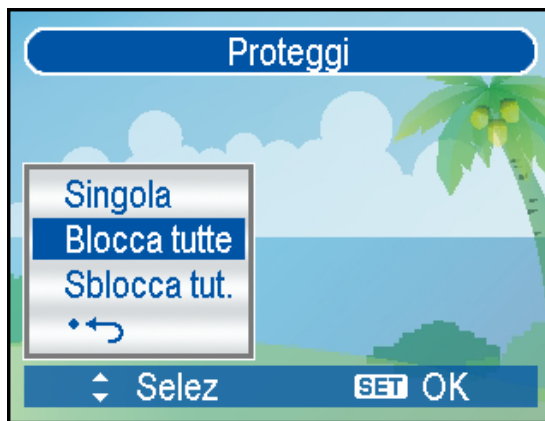 Proteggi
Singola
Blocca tutte
Sblocca tut.
Selez SET OK